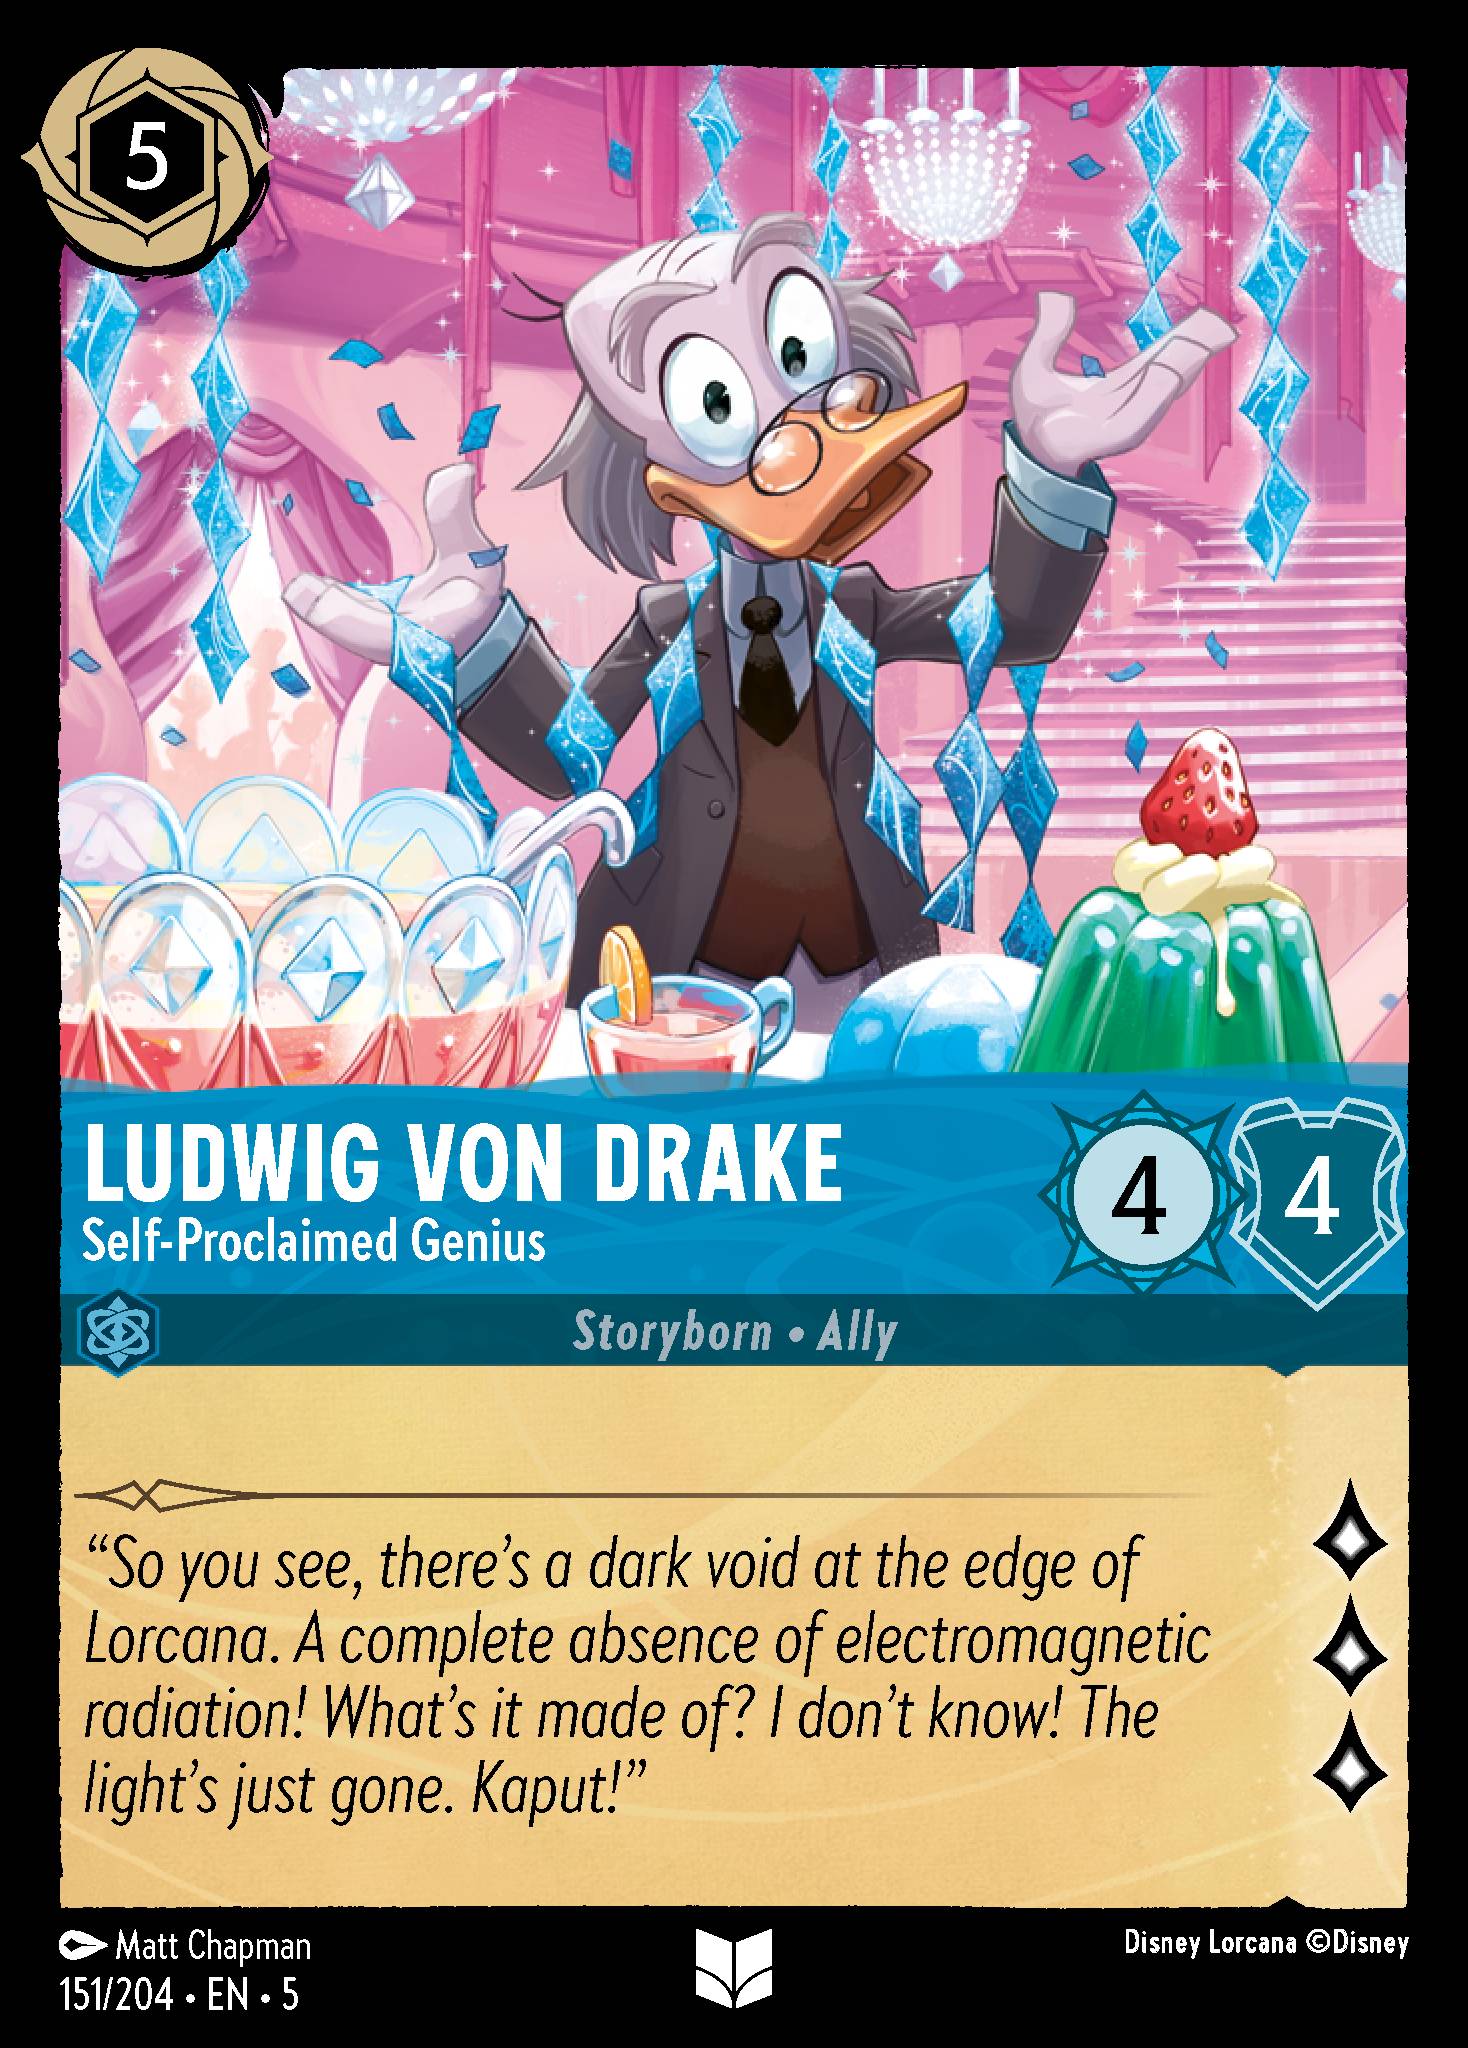 5
LUDWIG VON DRAKE
Self-Proclaimed Genius
4
4
Storyborn • Ally
“So you see, there’s a dark void at the edge of
Lorcana. A complete absence of electromagnetic
radiation! What’s it made of? I don’t know! The
light’s just gone. Kaput!”
Matt Chapman
Disney Lorcana ©Disney
151/204 • EN • 5